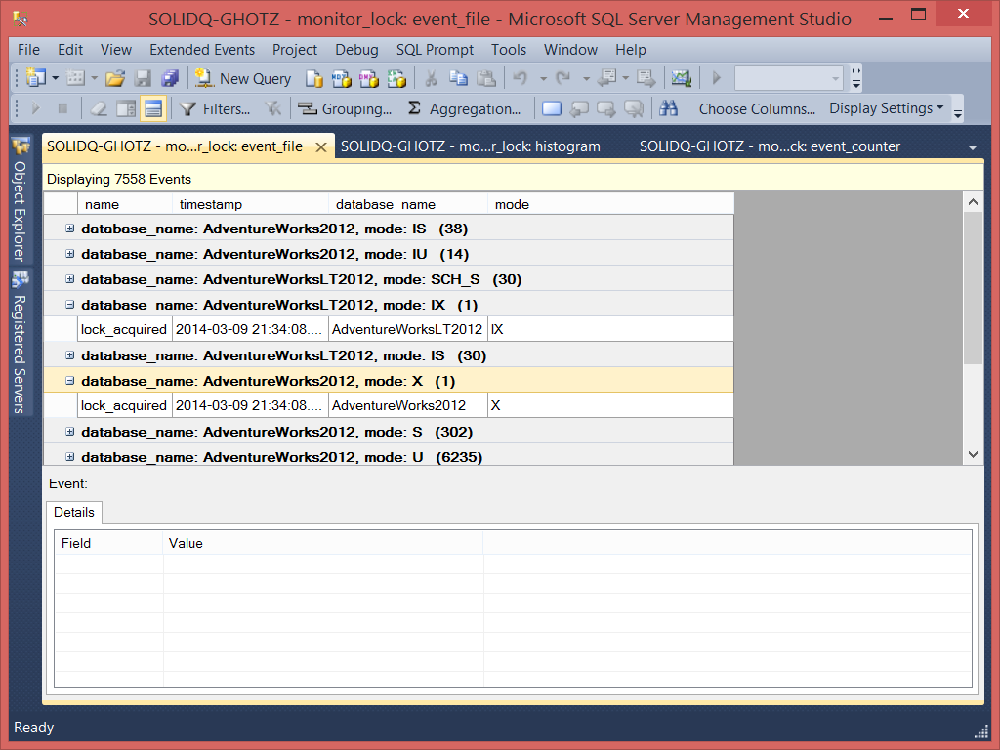 SOLIDQ-GHOTZ - monitor_lock: event_file - Microsoft SQL Server Management Studio
File Edit View Extended Events Project Debug SQL Prompt Tools Window Help
New Query
Filters... Grouping... Aggregation... Choose Columns... Display Settings
SOLIDQ-GHOTZ - mo...r_lock: event_file SOLIDQ-GHOTZ - mo...r_lock: histogram SOLIDQ-GHOTZ - mo...ck: event_counter
Object Explorer
Registered Servers
Displaying 7558 Events
name timestamp database_name mode
database_name: AdventureWorks2012, mode: IS (38)
database_name: AdventureWorks2012, mode: IU (14)
database_name: AdventureWorksLT2012, mode: SCH_S (30)
database_name: AdventureWorksLT2012, mode: IX (1)
lock_acquired 2014-03-09 21:34:08.... AdventureWorksLT2012 IX
database_name: AdventureWorksLT2012, mode: IS (30)
database_name: AdventureWorks2012, mode: X (1)
lock_acquired 2014-03-09 21:34:08.... AdventureWorks2012 X
database_name: AdventureWorks2012, mode: S (302)
database_name: AdventureWorks2012, mode: U (6235)
Event:
Details
Field Value
Ready